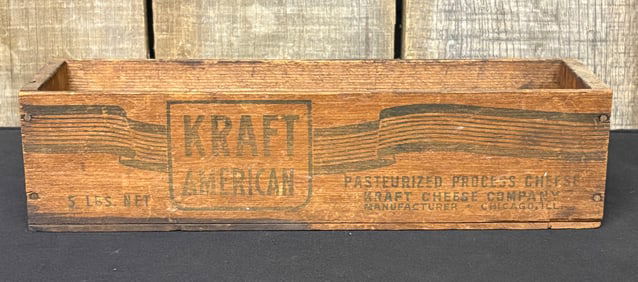 KRAFT
AMERICAN
5 LBS. NET
PASTEURIZED PROCESS CHEESE
KRAFT CHEESE COMPANY
MANUFACTURER - CHICAGO, ILL.